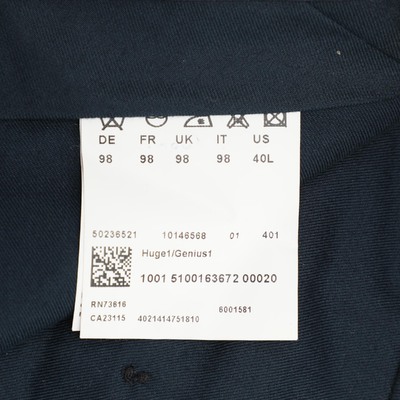 DE FR UK IT US
98 98 98 98 40L
50236521 10146568 01 401
Huge1/Genius1
1001 5100163672 00020
RN73616 8001581
CA23115 4021414751810